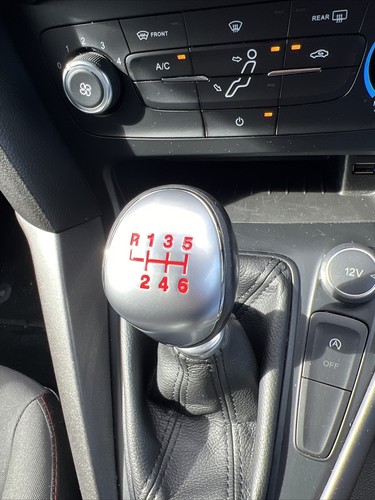 REAR
FRONT
0 1 2 3 4
A/C
R 1 3 5
2 4 6
12V
A
OFF